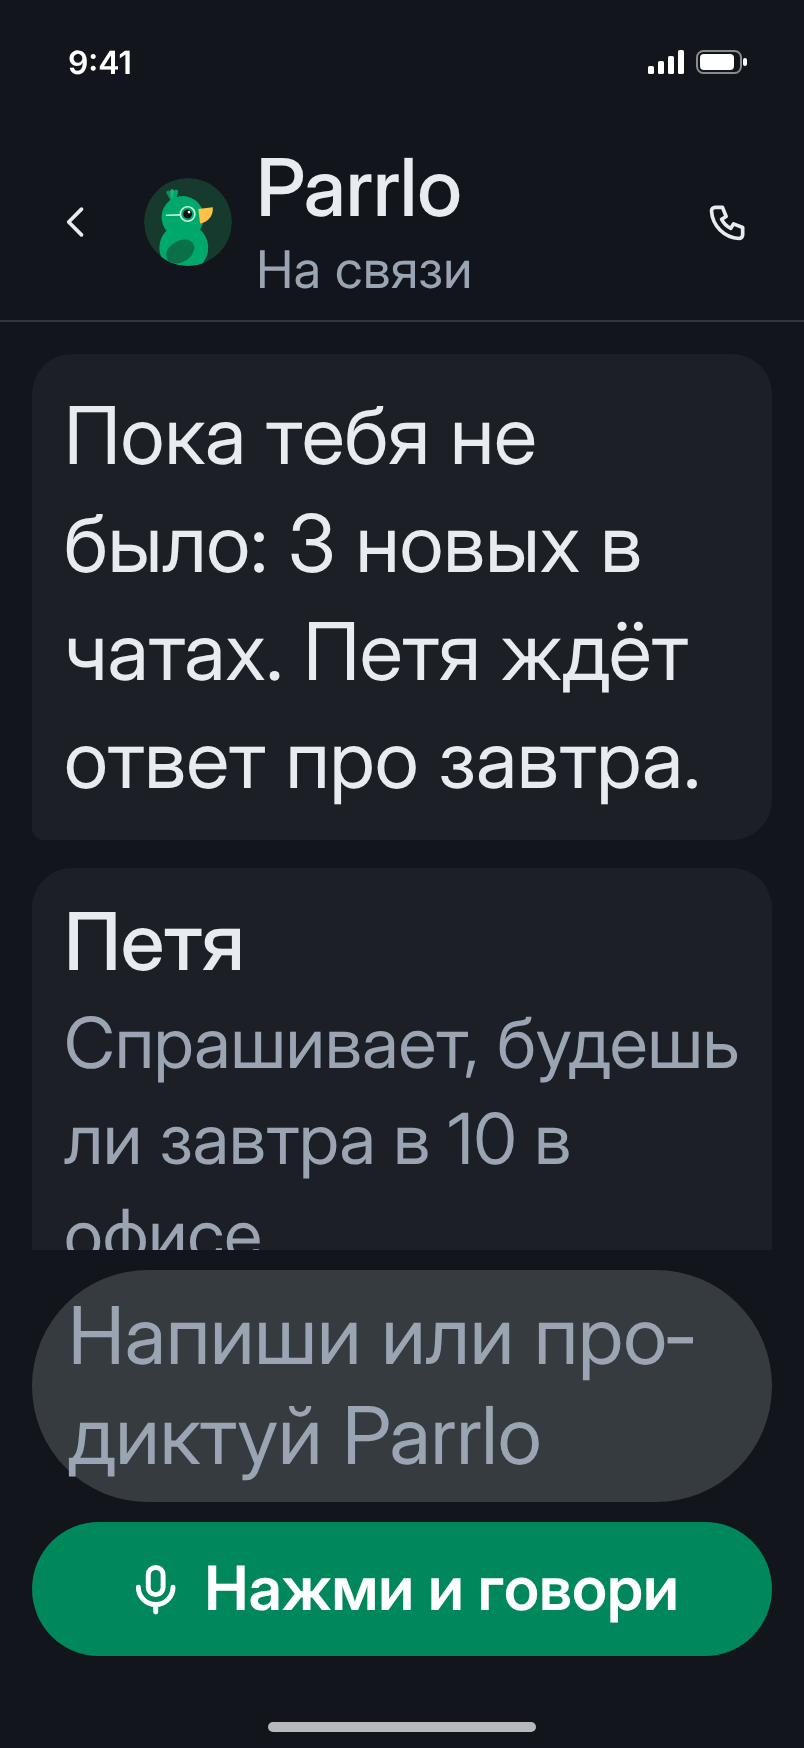 9:41
Parrlo
На связи
Пока тебя не
было: 3 новых в
чатах. Петя ждёт
ответ про завтра.
Петя
Спрашивает, будешь
ли завтра в 10 в
офисе
Напиши или про-
диктуй Parrlo
Нажми и говори